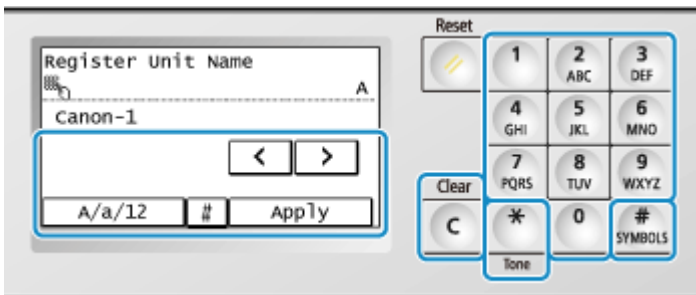 Reset
Register Unit Name
A
Canon-1
< >
A/a/12 # Apply
1
2 ABC
3 DEF
4 GHI
5 JKL
6 MNO
7 PQRS
8 TUV
9 WXYZ
Clear
C
*
Tone
0
# SYMBOLS